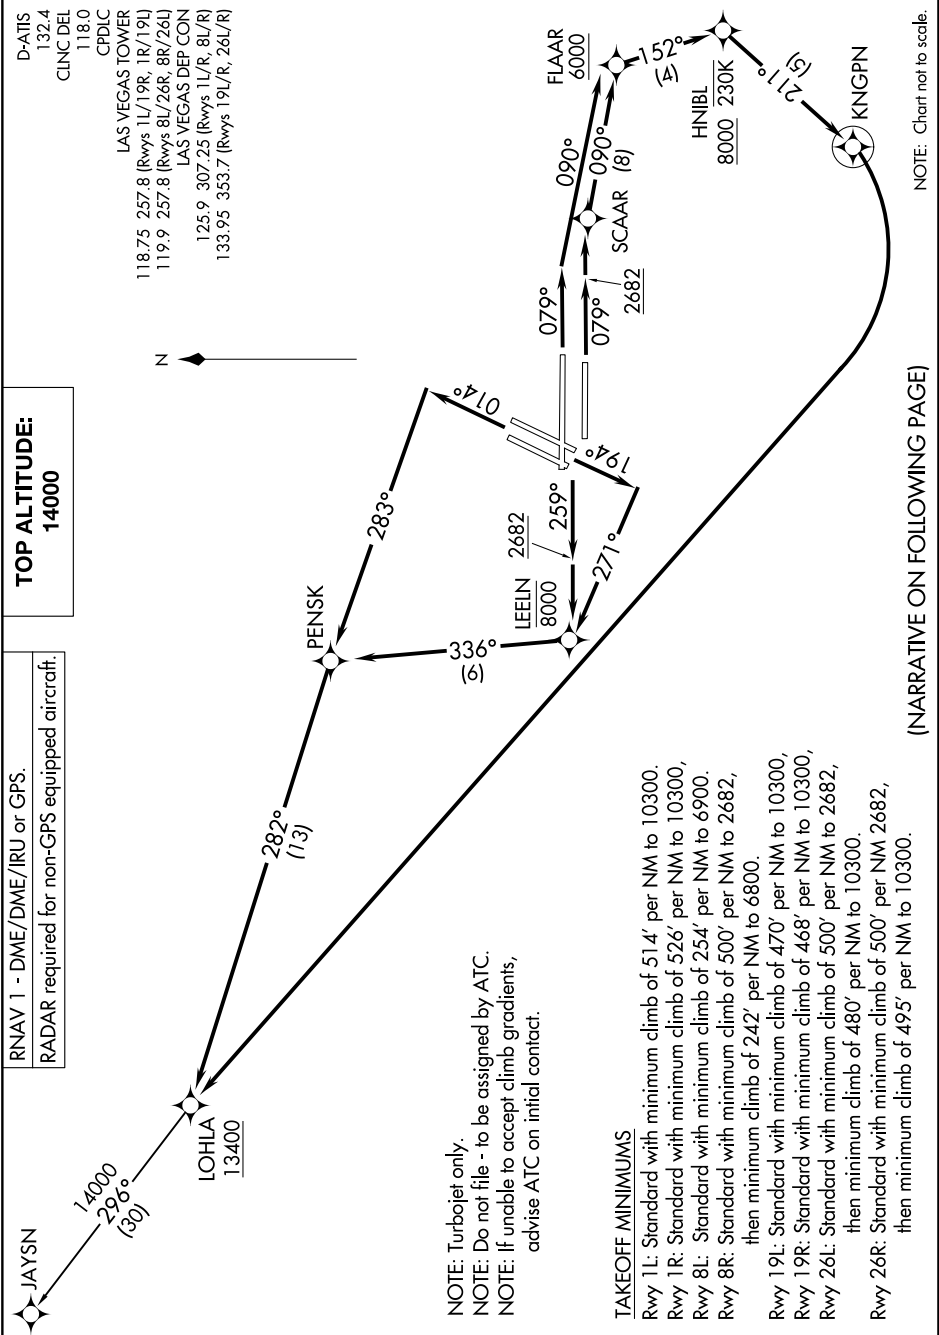 RNAV 1 - DME/DME/IRU or GPS.
RADAR required for non-GPS equipped aircraft.
TOP ALTITUDE:
14000
D-ATIS
132.4
CLNC DEL
118.0
CPDLC
LAS VEGAS TOWER
118.75 257.8 (Rwys 1L/19R, 1R/19L)
119.9 257.8 (Rwys 8L/26R, 8R/26L)
LAS VEGAS DEP CON
125.9 307.25 (Rwys 1L/R, 8L/R)
133.95 353.7 (Rwys 19L/R, 26L/R)
N
JAYSN
14000
296°
(30)
LOHLA
13400
282°
(13)
PENSK
283°
014°
336°
(6)
LEELN
8000
2682
259°
271°
194°
079°
079°
2682
090°
090°
(8)
SCAAR
FLAAR
6000
152°
(4)
HNIBL
8000 230K
211°
(5)
KNGPN
NOTE: Chart not to scale.
NOTE: Turbojet only.
NOTE: Do not file - to be assigned by ATC.
NOTE: If unable to accept climb gradients,
advise ATC on intial contact.
TAKEOFF MINIMUMS
Rwy 1L: Standard with minimum climb of 514' per NM to 10300.
Rwy 1R: Standard with minimum climb of 526' per NM to 10300,
Rwy 8L: Standard with minimum climb of 254' per NM to 6900.
Rwy 8R: Standard with minimum climb of 500' per NM to 2682,
then minimum climb of 242' per NM to 6800.
Rwy 19L: Standard with minimum climb of 470' per NM to 10300,
Rwy 19R: Standard with minimum climb of 468' per NM to 10300,
Rwy 26L: Standard with minimum climb of 500' per NM to 2682,
then minimum climb of 480' per NM to 10300.
Rwy 26R: Standard with minimum climb of 500' per NM 2682,
then minimum climb of 495' per NM to 10300.
(NARRATIVE ON FOLLOWING PAGE)